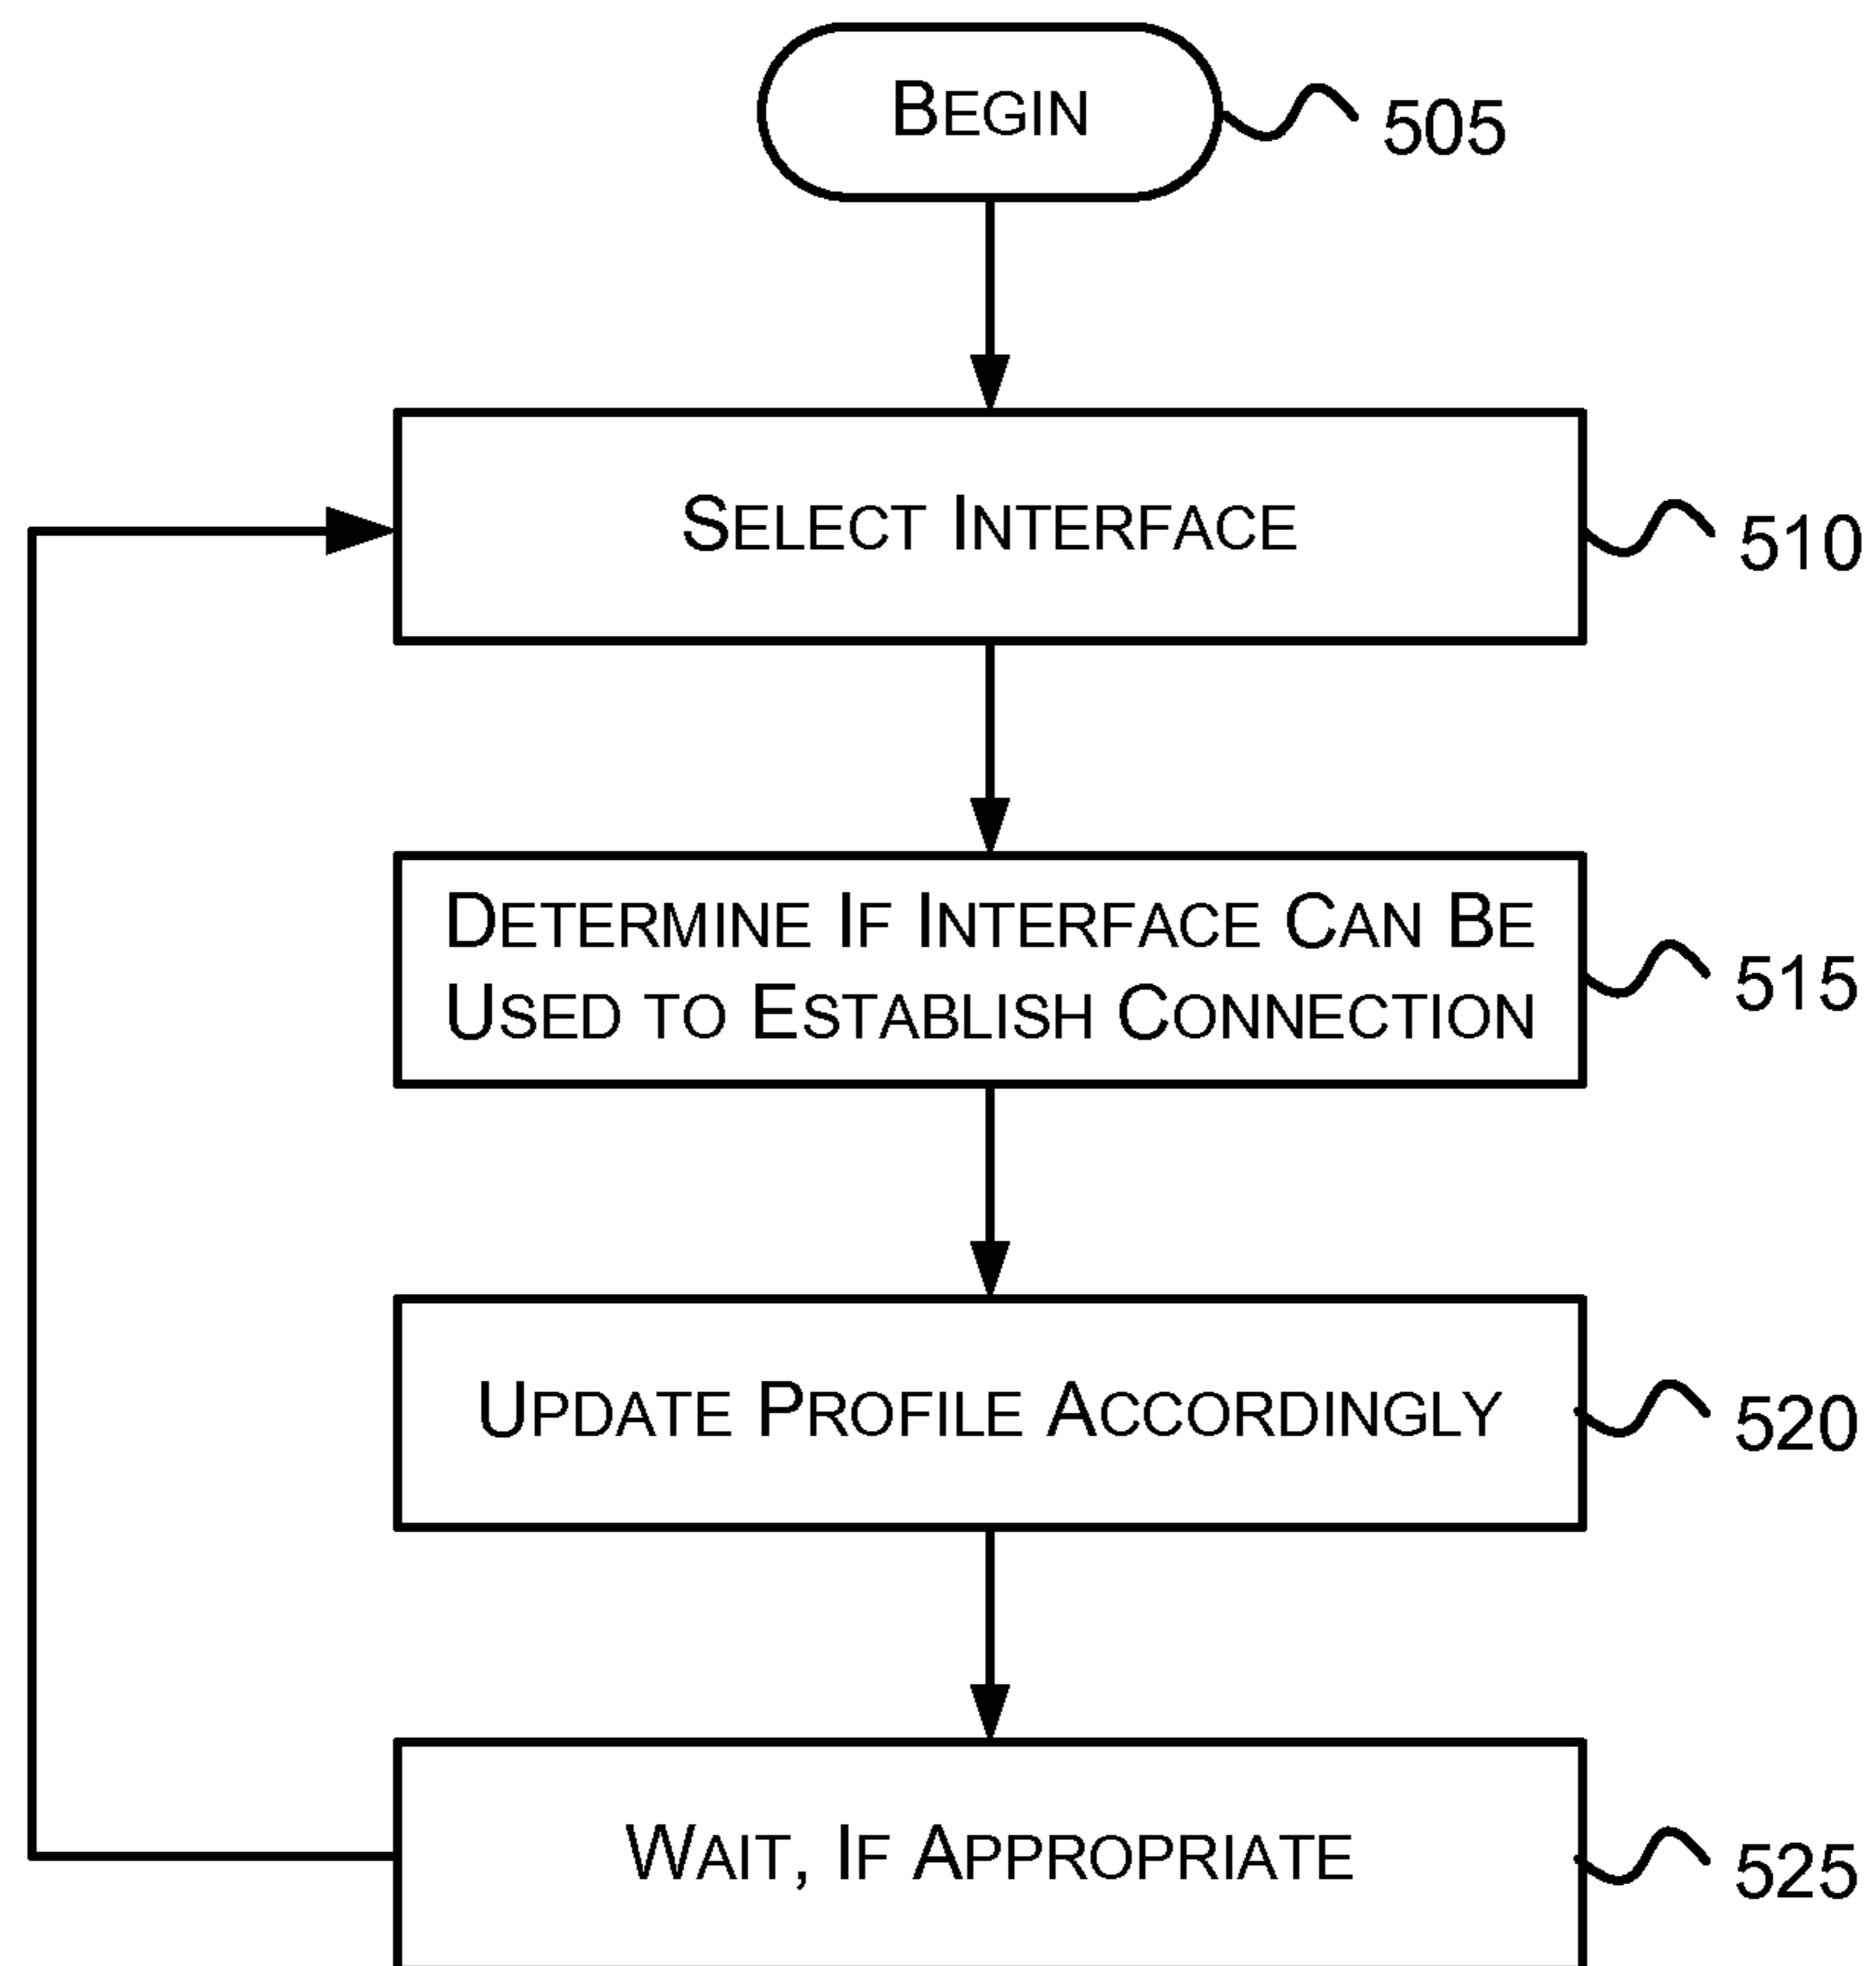 BEGIN
505
SELECT INTERFACE
510
DETERMINE IF INTERFACE CAN BE
USED TO ESTABLISH CONNECTION
515
UPDATE PROFILE ACCORDINGLY
520
WAIT, IF APPROPRIATE
525